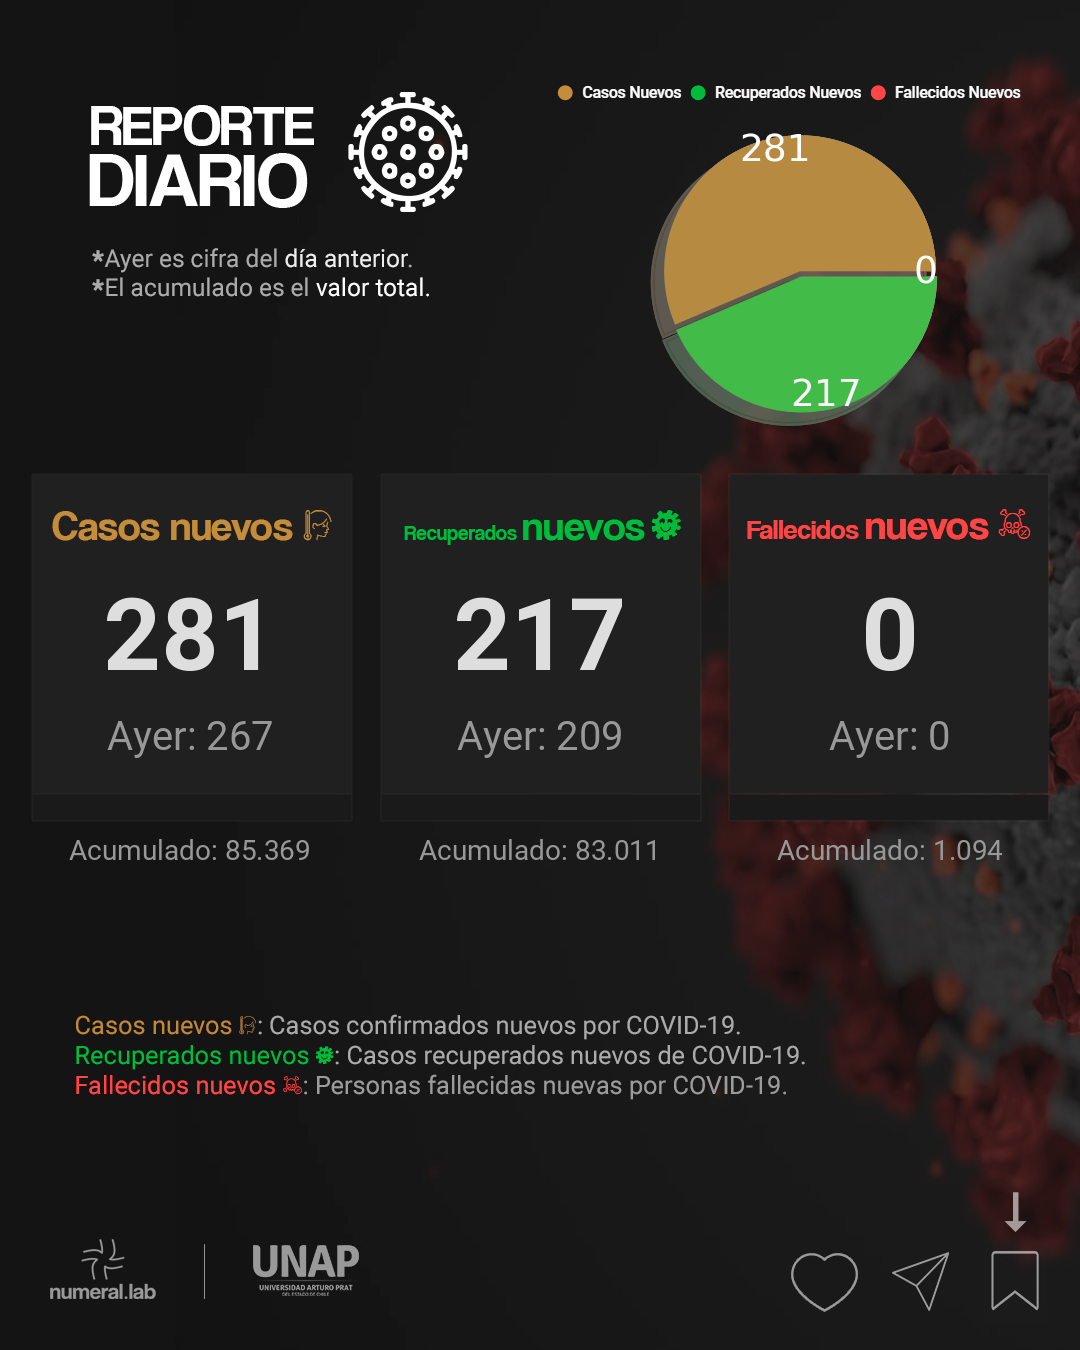 REPORTE
DIARIO
*Ayer es cifra del día anterior.
*El acumulado es el valor total.
Casos Nuevos Recuperados Nuevos Fallecidos Nuevos
281
0
217
Casos nuevos
281
Ayer: 267
Acumulado: 85.369
Recuperados nuevos
217
Ayer: 209
Acumulado: 83.011
Fallecidos nuevos
0
Ayer: 0
Acumulado: 1.094
Casos nuevos : Casos confirmados nuevos por COVID-19.
Recuperados nuevos : Casos recuperados nuevos de COVID-19.
Fallecidos nuevos : Personas fallecidas nuevas por COVID-19.
numeral.lab
UNAP
UNIVERSIDAD ARTURO PRAT
DEL ESTADO DE CHILE